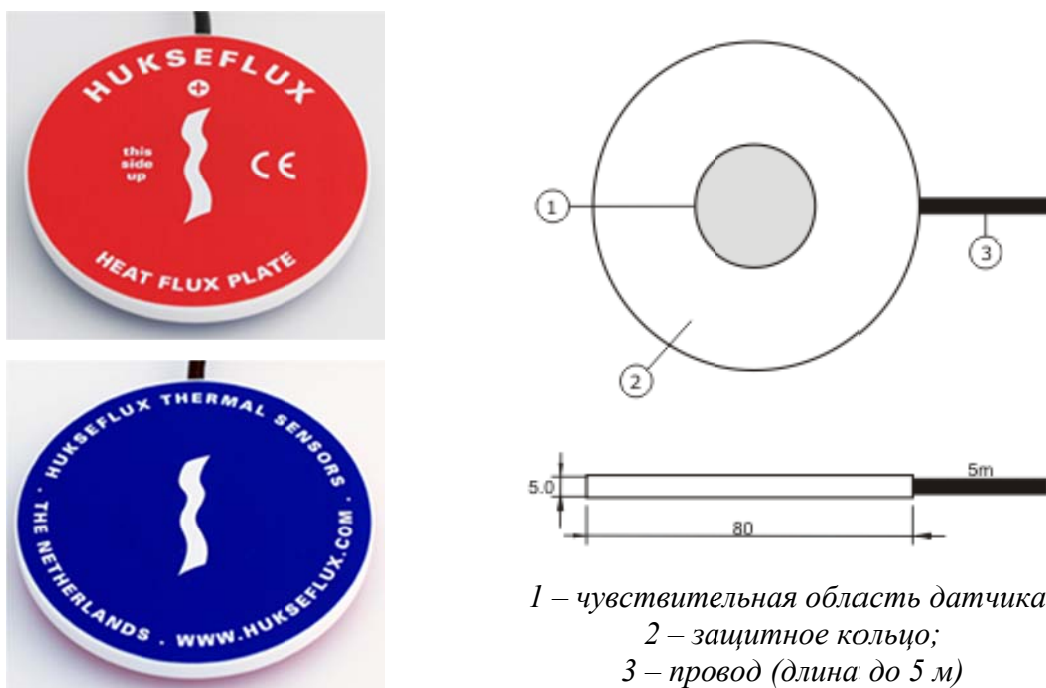 HUKSEFLUX
+
this
side
up
CE
HEAT FLUX PLATE
HUKSEFLUX THERMAL SENSORS .
THE NETHERLANDS . WWW.HUKSEFLUX.COM .
1
2
3
5.0
80
5m
1 – чувствительная область датчика
2 – защитное кольцо;
3 – провод (длина до 5 м)